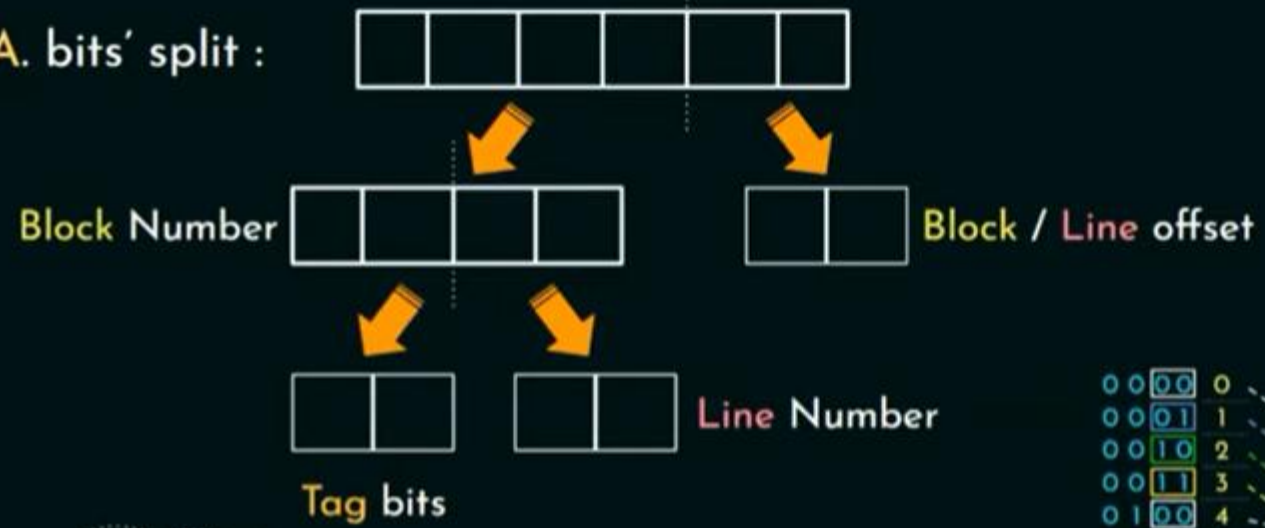 A. bits' split :
Block Number
Block / Line offset
Line Number
Tag bits
0 0 0 0 0
0 0 0 1 1
0 0 1 0 2
0 0 1 1 3
0 1 0 0 4